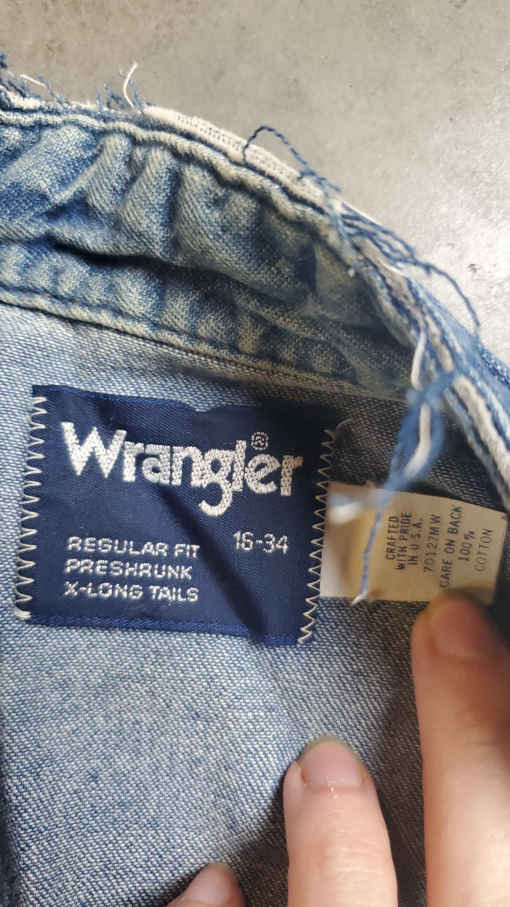 Wrangler®
16-34
REGULAR FIT
PRESHRUNK
X-LONG TAILS
CRAFTED
WITH PRIDE
IN U.S.A.
70127MW
CARE ON BACK
100%
COTTON